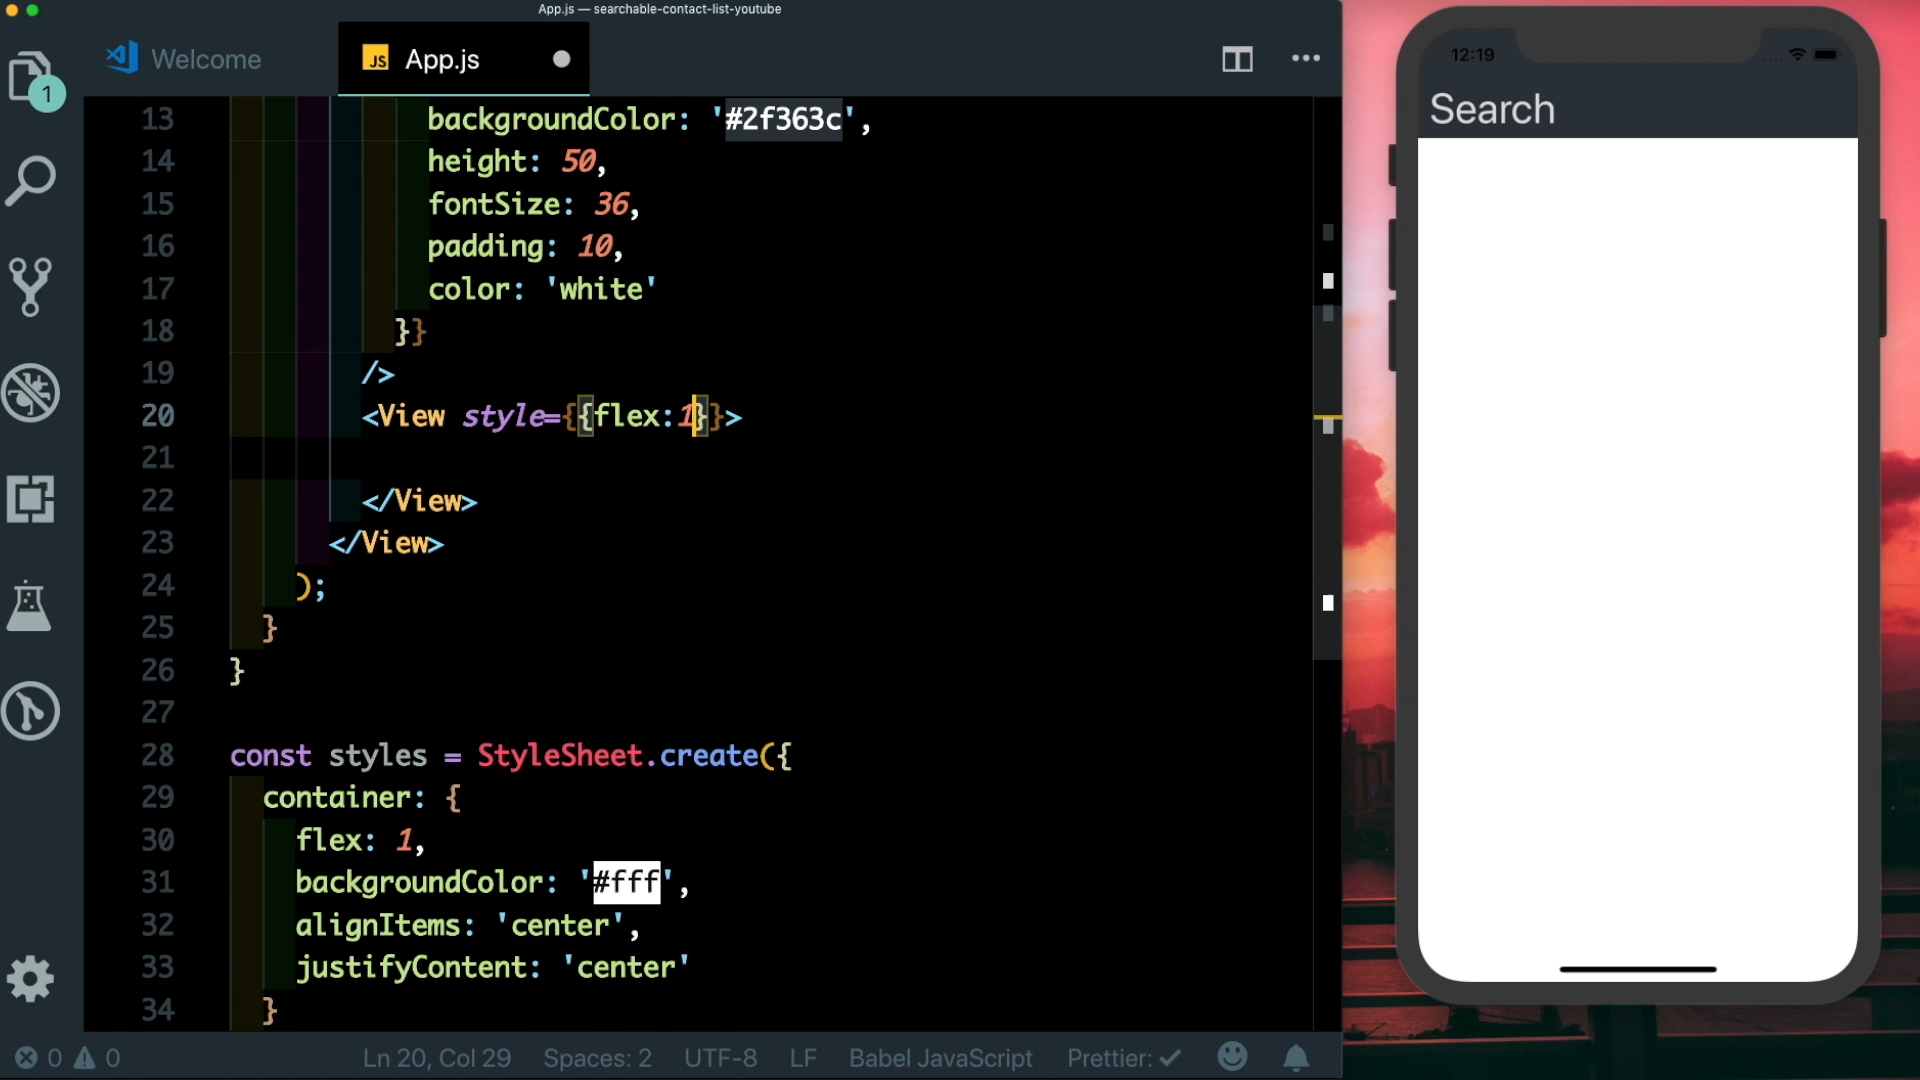 App.js — searchable-contact-list-youtube
Welcome
JS App.js
1
13 backgroundColor: '#2f363c',
14 height: 50,
15 fontSize: 36,
16 padding: 10,
17 color: 'white'
18 }}
19 />
20 <View style={{flex:1}}>
21
22 </View>
23 </View>
24 );
25 }
26 }
27
28 const styles = StyleSheet.create({
29 container: {
30 flex: 1,
31 backgroundColor: '#fff',
32 alignItems: 'center',
33 justifyContent: 'center'
34 }
0 0 Ln 20, Col 29 Spaces: 2 UTF-8 LF Babel JavaScript Prettier: ✓
12:19
Search